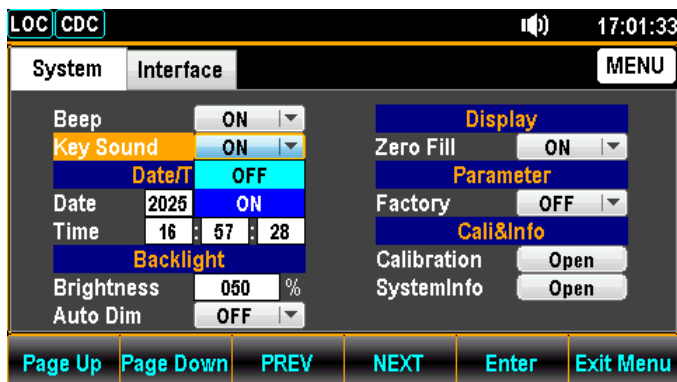 LOC CDC 17:01:33
System Interface MENU
Beep ON
Key Sound ON
OFF
ON
Date/T
Date 2025
Time 16 : 57 : 28
Backlight
Brightness 050 %
Auto Dim OFF
Display
Zero Fill ON
Parameter
Factory OFF
Cali&Info
Calibration Open
SystemInfo Open
Page Up Page Down PREV NEXT Enter Exit Menu